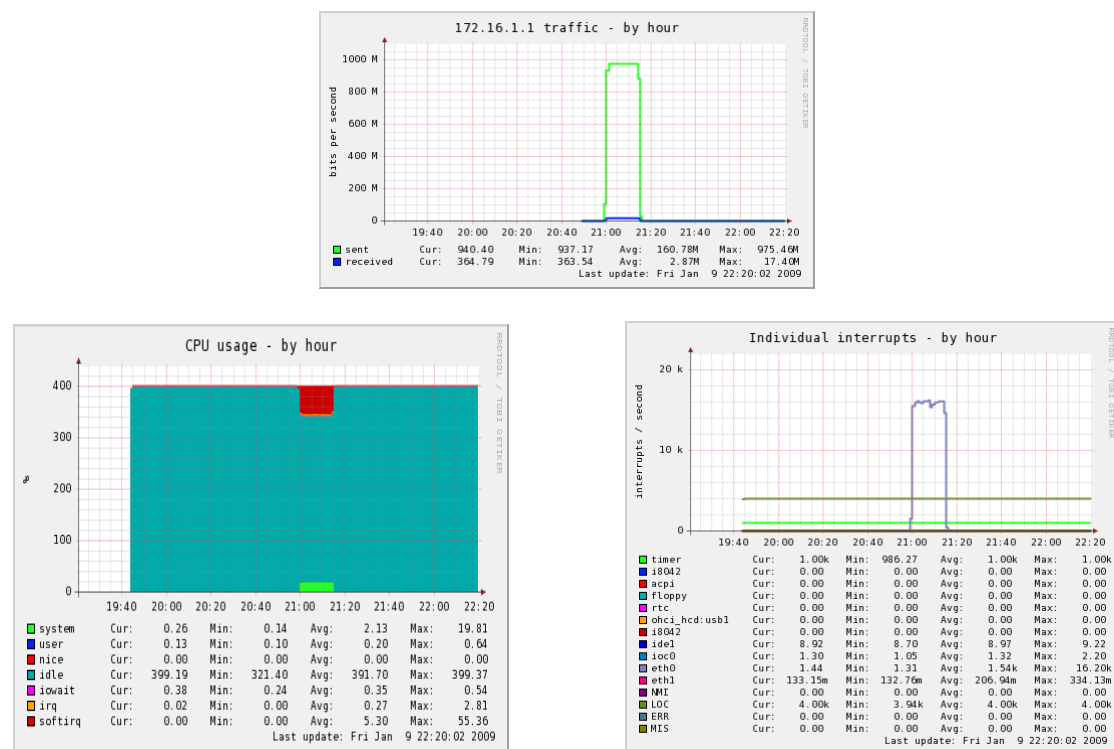 172.16.1.1 traffic - by hour
RRDTOOL / TOBI OETIKER
bits per second
1000 M
800 M
600 M
400 M
200 M
0
19:40 20:00 20:20 20:40 21:00 21:20 21:40 22:00 22:20
sent Cur: 940.40 Min: 937.17 Avg: 160.78M Max: 975.46M
received Cur: 364.79 Min: 363.54 Avg: 2.87M Max: 17.40M
Last update: Fri Jan 9 22:20:02 2009
CPU usage - by hour
RRDTOOL / TOBI OETIKER
%
400
300
200
100
0
19:40 20:00 20:20 20:40 21:00 21:20 21:40 22:00 22:20
system Cur: 0.26 Min: 0.14 Avg: 2.13 Max: 19.81
user Cur: 0.13 Min: 0.10 Avg: 0.20 Max: 0.64
nice Cur: 0.00 Min: 0.00 Avg: 0.00 Max: 0.00
idle Cur: 399.19 Min: 321.40 Avg: 391.70 Max: 399.37
iowait Cur: 0.38 Min: 0.24 Avg: 0.35 Max: 0.54
irq Cur: 0.02 Min: 0.00 Avg: 0.27 Max: 2.81
softirq Cur: 0.00 Min: 0.00 Avg: 5.30 Max: 55.36
Last update: Fri Jan 9 22:20:02 2009
Individual interrupts - by hour
RRDTOOL / TOBI OETIKER
interrupts / second
20 k
10 k
0
19:40 20:00 20:20 20:40 21:00 21:20 21:40 22:00 22:20
timer Cur: 1.00k Min: 986.27 Avg: 1.00k Max: 1.00k
i8042 Cur: 0.00 Min: 0.00 Avg: 0.00 Max: 0.00
acpi Cur: 0.00 Min: 0.00 Avg: 0.00 Max: 0.00
floppy Cur: 0.00 Min: 0.00 Avg: 0.00 Max: 0.00
rtc Cur: 0.00 Min: 0.00 Avg: 0.00 Max: 0.00
ohci_hcd:usb1 Cur: 0.00 Min: 0.00 Avg: 0.00 Max: 0.00
i8042 Cur: 0.00 Min: 0.00 Avg: 0.00 Max: 0.00
ide1 Cur: 8.92 Min: 8.70 Avg: 8.97 Max: 9.22
ioc0 Cur: 1.30 Min: 1.05 Avg: 1.32 Max: 2.20
eth0 Cur: 1.44 Min: 1.31 Avg: 1.54k Max: 16.20k
eth1 Cur: 133.15m Min: 132.76m Avg: 206.94m Max: 334.13m
NMI Cur: 0.00 Min: 0.00 Avg: 0.00 Max: 0.00
LOC Cur: 4.00k Min: 3.94k Avg: 4.00k Max: 4.00k
ERR Cur: 0.00 Min: 0.00 Avg: 0.00 Max: 0.00
MIS Cur: 0.00 Min: 0.00 Avg: 0.00 Max: 0.00
Last update: Fri Jan 9 22:20:02 2009